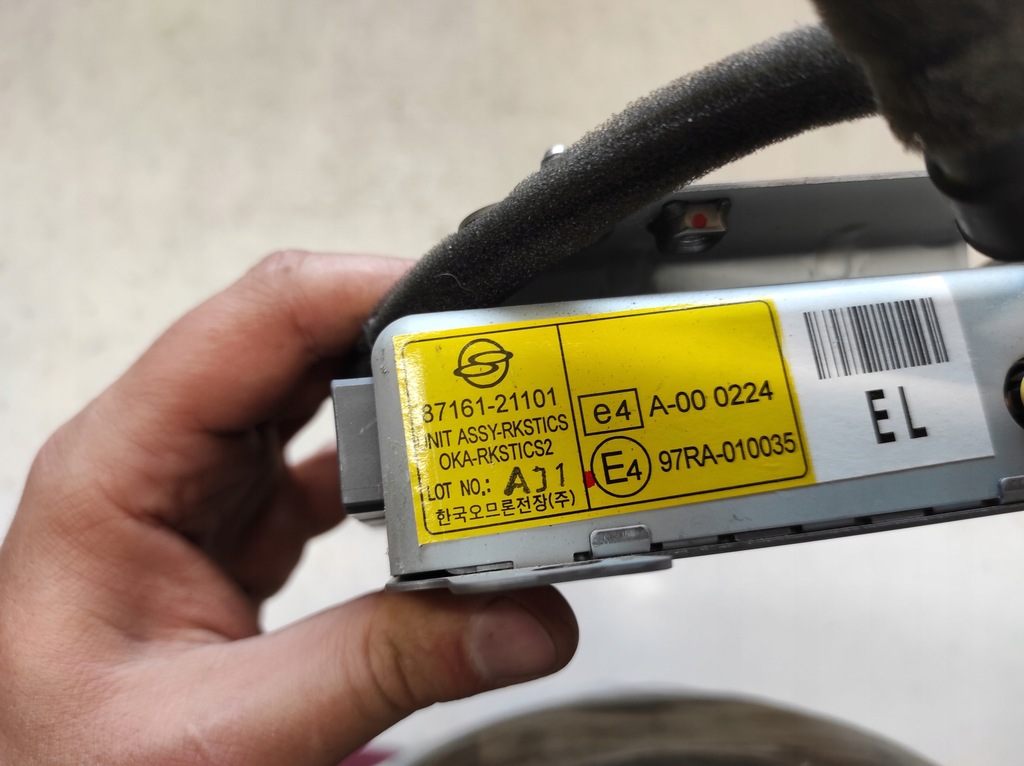 87161-21101
UNIT ASSY-RKSTICS
OKA-RKSTICS2
LOT NO.: AJ1
한국오므론전장(주)
e4 A-00 0224
E4 97RA-010035
EL